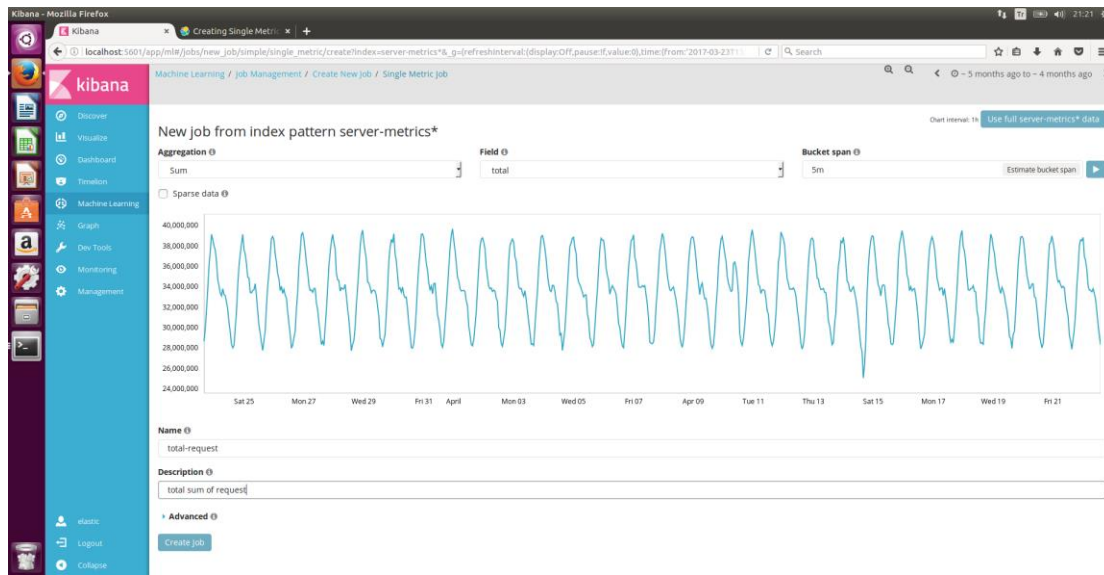 Kibana - Mozilla Firefox
Tr 21:21
Kibana × Creating Single Metric × +
localhost:5601/app/ml#/jobs/new_job/simple/single_metric/create?index=server-metrics*&_g=(refreshInterval:(display:Off,pause:!f,value:0),time:(from:'2017-03-23T1
Search
kibana
Machine Learning / Job Management / Create New Job / Single Metric Job
~ 5 months ago to ~ 4 months ago
Discover
Visualize
Dashboard
Timelion
Machine Learning
Graph
Dev Tools
Monitoring
Management
elastic
Logout
Collapse
Chart interval: 1h Use full server-metrics* data
New job from index pattern server-metrics*
Aggregation Field Bucket span
Sum total 5m Estimate bucket span
Sparse data
40,000,000
38,000,000
36,000,000
34,000,000
32,000,000
30,000,000
28,000,000
24,000,000
Sat 25 Mon 27 Wed 29 Fri 31 April Mon 03 Wed 05 Fri 07 Apr 09 Tue 11 Thu 13 Sat 15 Mon 17 Wed 19 Fri 21
Name
total-request
Description
total sum of request
Advanced
Create Job